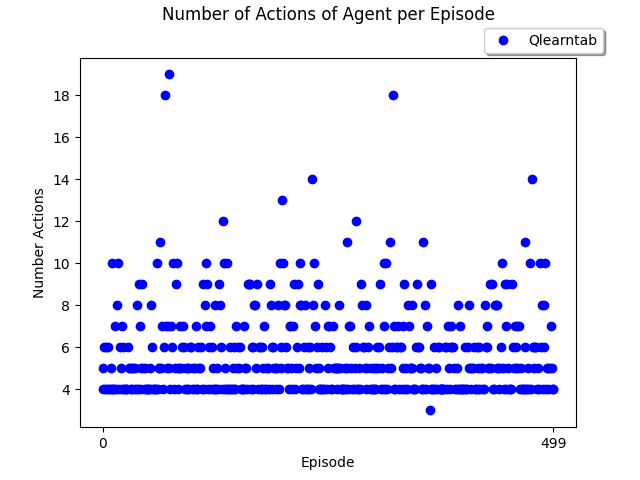 Number of Actions of Agent per Episode
Qlearntab
18
16
14
12
10
8
6
4
Number Actions
0
499
Episode